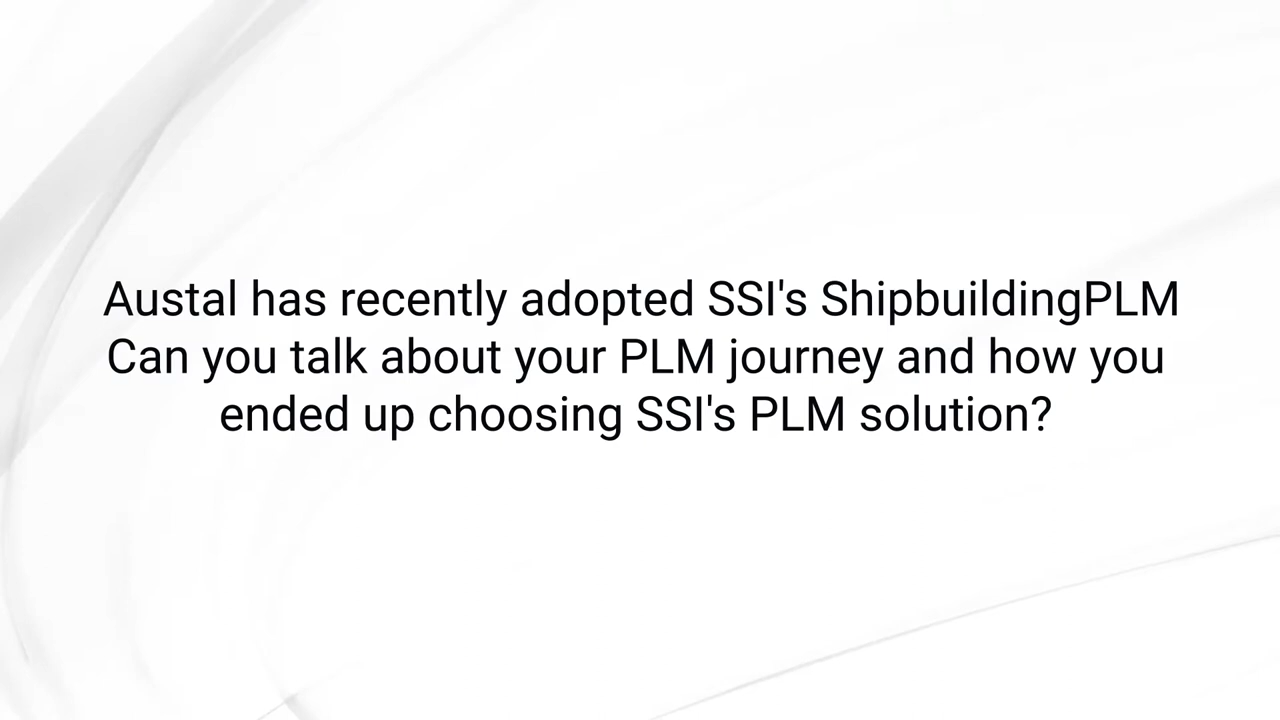 Austal has recently adopted SSI's ShipbuildingPLM
Can you talk about your PLM journey and how you
ended up choosing SSI's PLM solution?